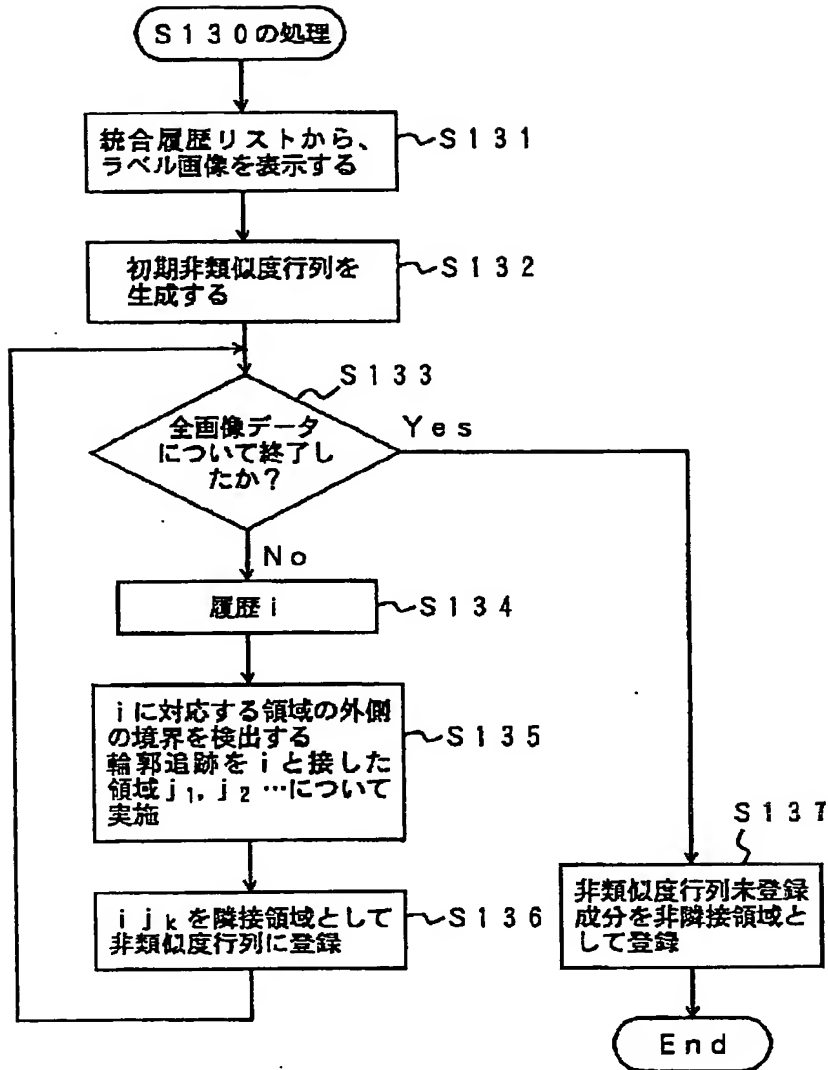 S130の処理
統合履歴リストから、
ラベル画像を表示する
S131
初期非類似度行列を
生成する
S132
S133
全画像データ
について終了し
たか?
Yes
No
履歴i
S134
iに対応する領域の外側
の境界を検出する
輪郭追跡をiと接した
領域j1, j2…について
実施
S135
ijkを隣接領域として
非類似度行列に登録
S136
S137
非類似度行列未登録
成分を非隣接領域と
して登録
End